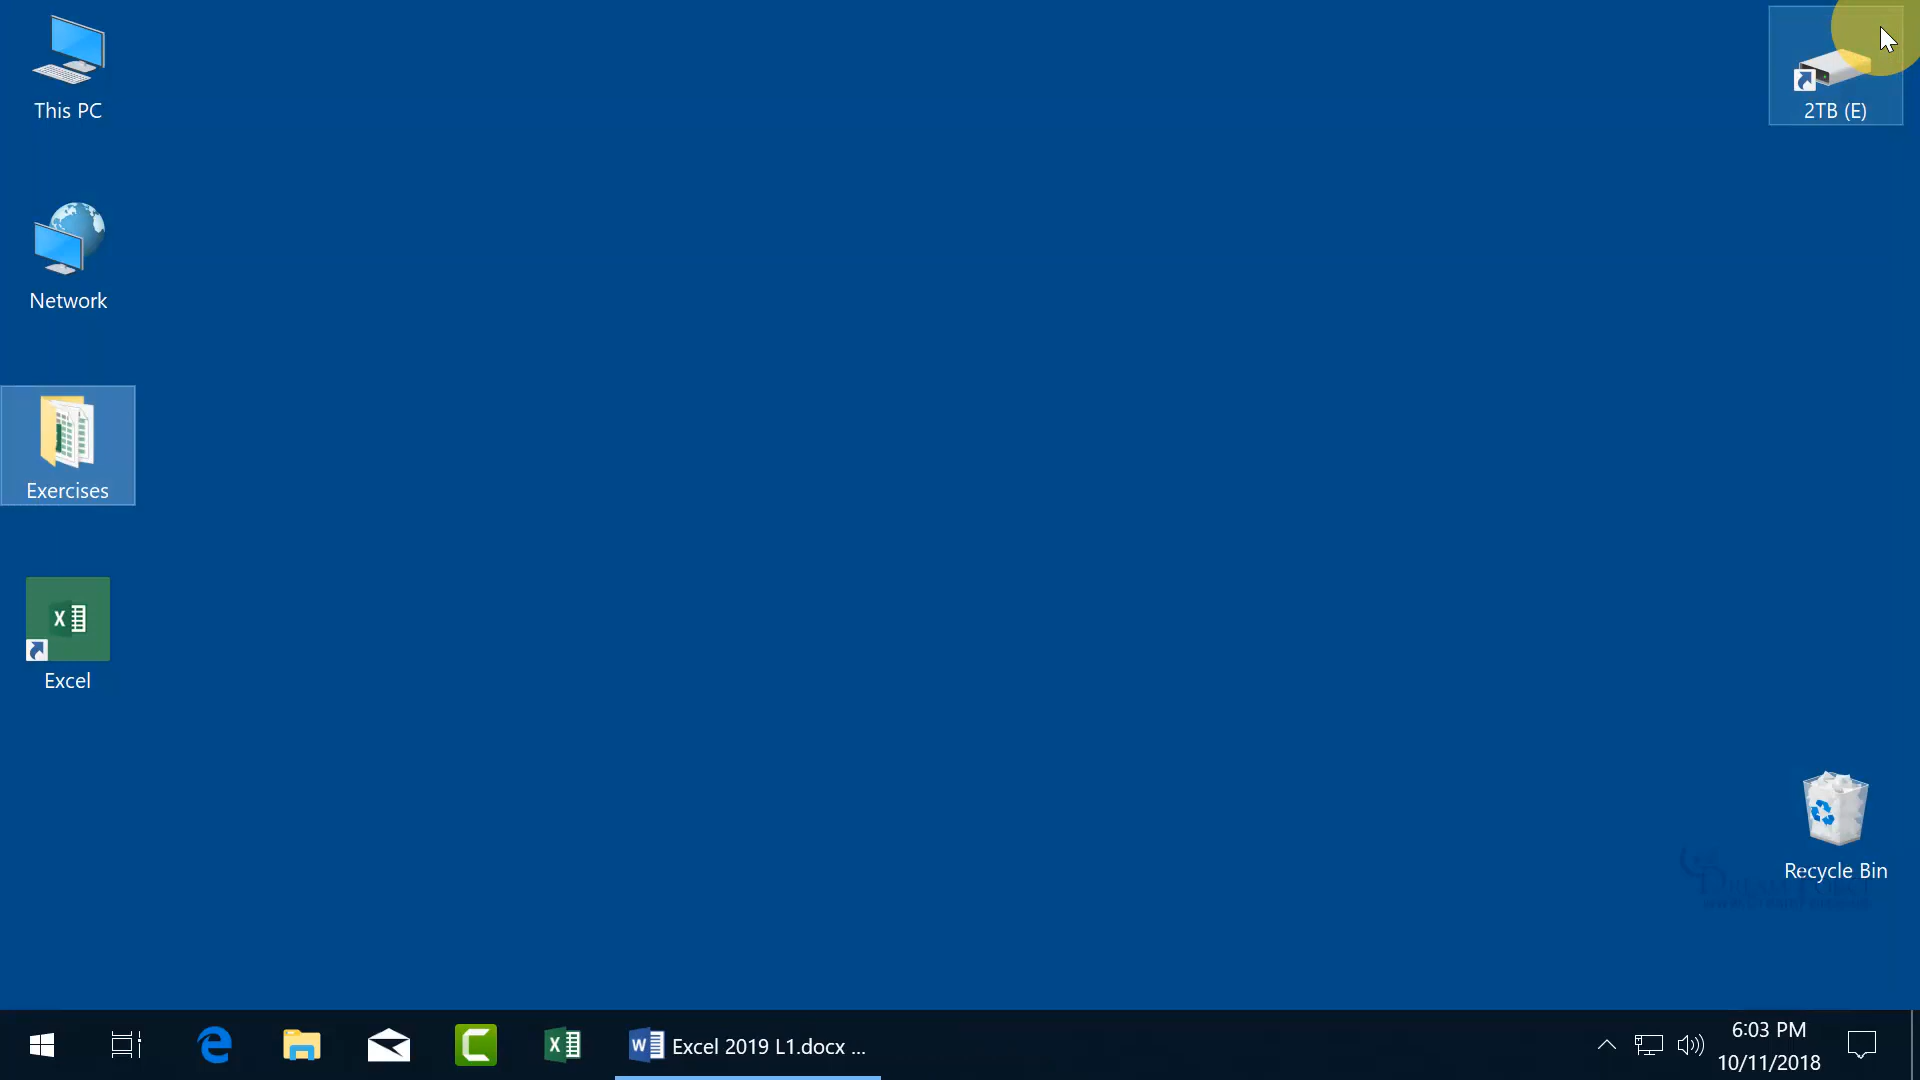 This PC
2TB (E)
Network
Exercises
Excel
Recycle Bin
Excel 2019 L1.docx ...
6:03 PM
10/11/2018